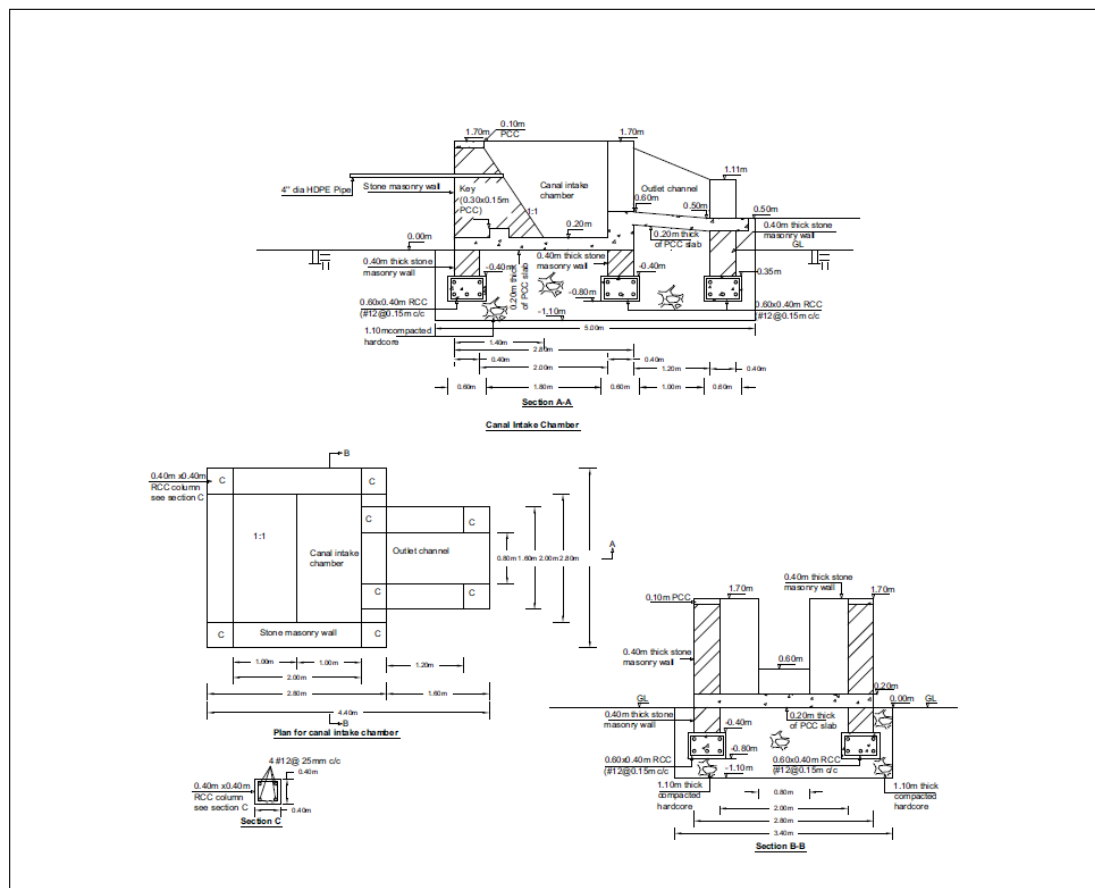 0.10m
PCC
1.70m
1.70m
1.11m
4" dia HDPE Pipe
Stone masonry wall
Key
(0.30x0.15m
PCC)
1:1
Canal intake
chamber
Outlet channel
0.60m
0.50m
0.50m
0.20m
0.00m
0.40m thick stone
masonry wall
GL
0.20m thick
of PCC slab
0.40m thick stone
masonry wall
0.40m thick stone
masonry wall
-0.40m
-0.40m
0.35m
0.20m thick
of PCC slab
-0.80m
0.60x0.40m RCC
(#12@0.15m c/c
0.60x0.40m RCC
(#12@0.15m c/c
-1.10m
1.10mcompacted
hardcore
5.00m
1.40m
2.80m
0.40m
0.40m
2.00m
1.20m
0.40m
0.60m
1.80m
0.60m
1.00m
0.60m
Section A-A
Canal Intake Chamber
B
0.40m x0.40m
RCC column
see section C
C
C
C
C
1:1
Canal intake
chamber
Outlet channel
0.80m
1.60m
2.00m
2.80m
A
C
C
C
C
Stone masonry wall
1.00m
1.00m
1.20m
2.00m
2.80m
1.60m
4.40m
B
Plan for canal intake chamber
4 #12@ 25mm c/c
0.40m
0.40m x0.40m
RCC column
see section C
0.40m
Section C
0.40m thick stone
masonry wall
0.10m PCC
1.70m
1.70m
0.40m thick stone
masonry wall
0.60m
0.20m
GL
0.00m
GL
0.40m thick stone
masonry wall
0.20m thick
of PCC slab
-0.40m
-0.80m
0.60x0.40m RCC
(#12@0.15m c/c
0.60x0.40m RCC
(#12@0.15m c/c
-1.10m
1.10m thick
compacted
hardcore
1.10m thick
compacted
hardcore
0.80m
2.00m
2.80m
3.40m
Section B-B